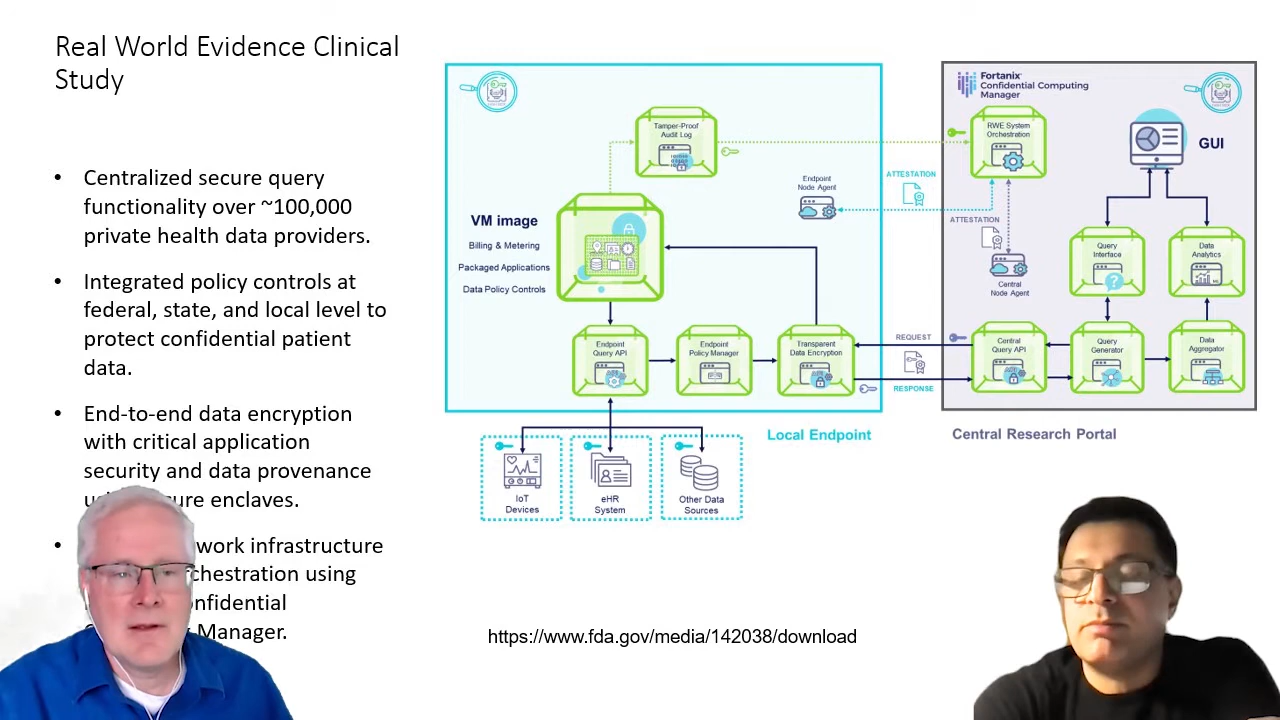 Real World Evidence Clinical
Study
• Centralized secure query
functionality over ~100,000
private health data providers.
• Integrated policy controls at
federal, state, and local level to
protect confidential patient
data.
• End-to-end data encryption
with critical application
security and data provenance
enclaves.
• work infrastructure
using
Manager.
VM image
Billing & Metering
Packaged Applications
Data Policy Controls
Tamper-Proof
Audit Log
Endpoint
Node Agent
Endpoint
Query API
Endpoint
Policy Manager
Transparent
Data Encryption
IoT
Devices
eHR
System
Other Data
Sources
Local Endpoint
ATTESTATION
ATTESTATION
REQUEST
RESPONSE
Fortanix
Confidential Computing
Manager
RWE System
Orchestration
GUI
Central
Node Agent
Query
Interface
Data
Analytics
Central
Query API
Query
Generator
Data
Aggregator
Central Research Portal
https://www.fda.gov/media/142038/download